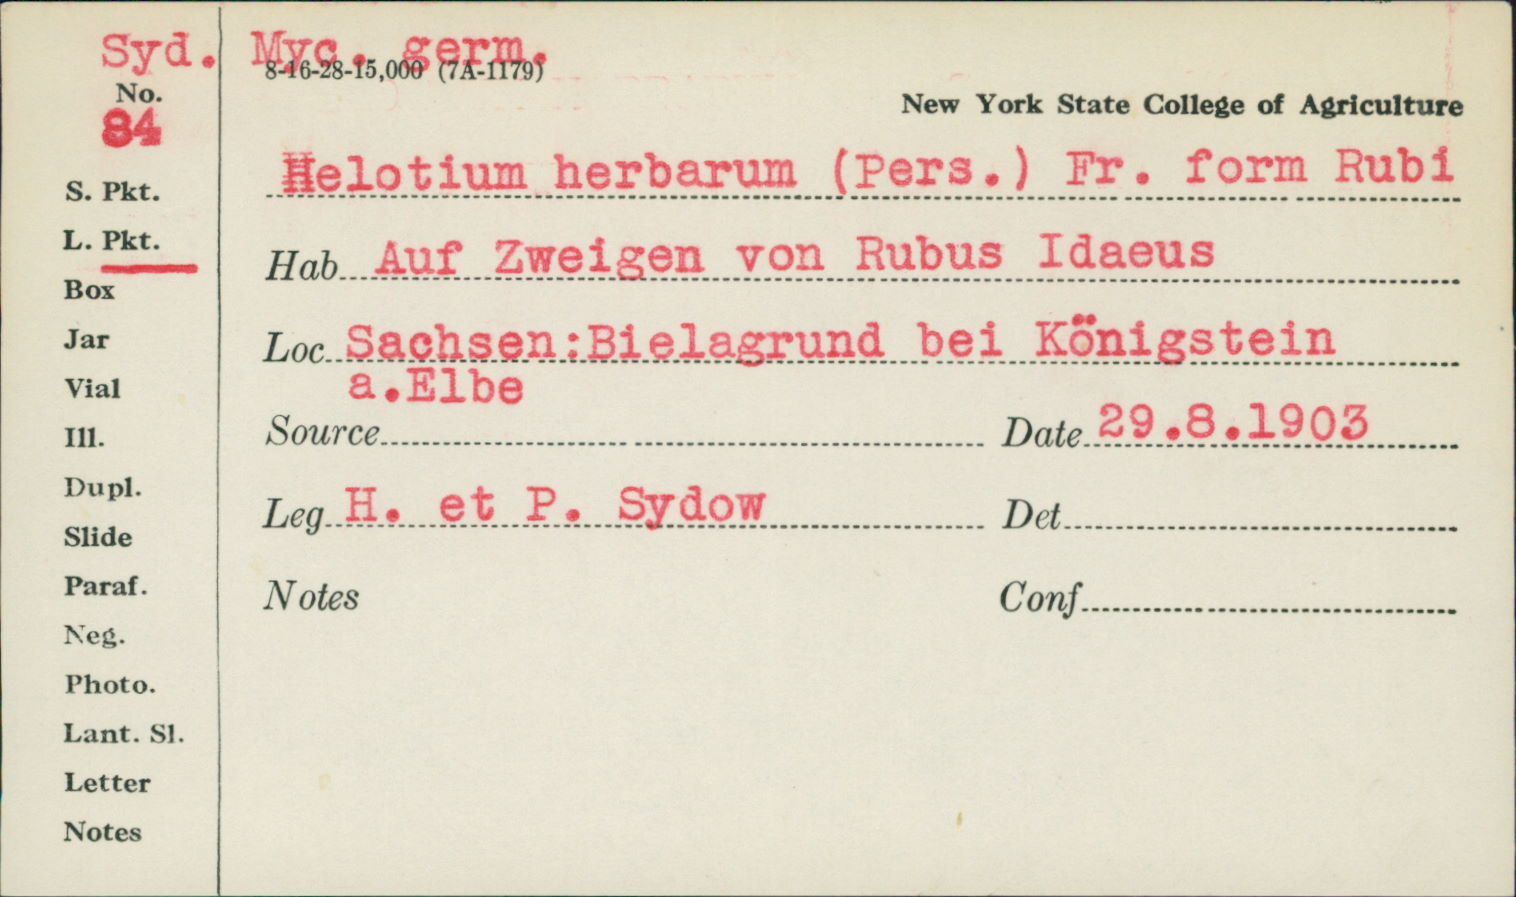 Syd. Myc. germ.
8-16-28-15,000 (7A-1179)
No.
84
New York State College of Agriculture
Helotium herbarum (Pers.) Fr. form Rubi
S. Pkt.
L. Pkt.
Box
Jar
Vial
Ill.
Dupl.
Slide
Paraf.
Neg.
Photo.
Lant. Sl.
Letter
Notes
Hab Auf Zweigen von Rubus Idaeus
Loc Sachsen:Bielagrund bei Königstein
a.Elbe
Source Date 29.8.1903
Leg H. et P. Sydow Det
Notes Conf